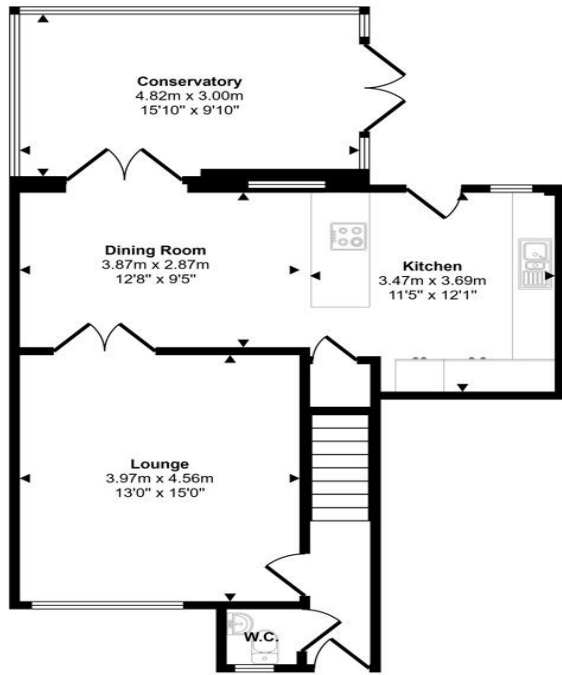 Conservatory
4.82m x 3.00m
15'10" x 9'10"
Dining Room
3.87m x 2.87m
12'8" x 9'5"
Kitchen
3.47m x 3.69m
11'5" x 12'1"
Lounge
3.97m x 4.56m
13'0" x 15'0"
W.C.